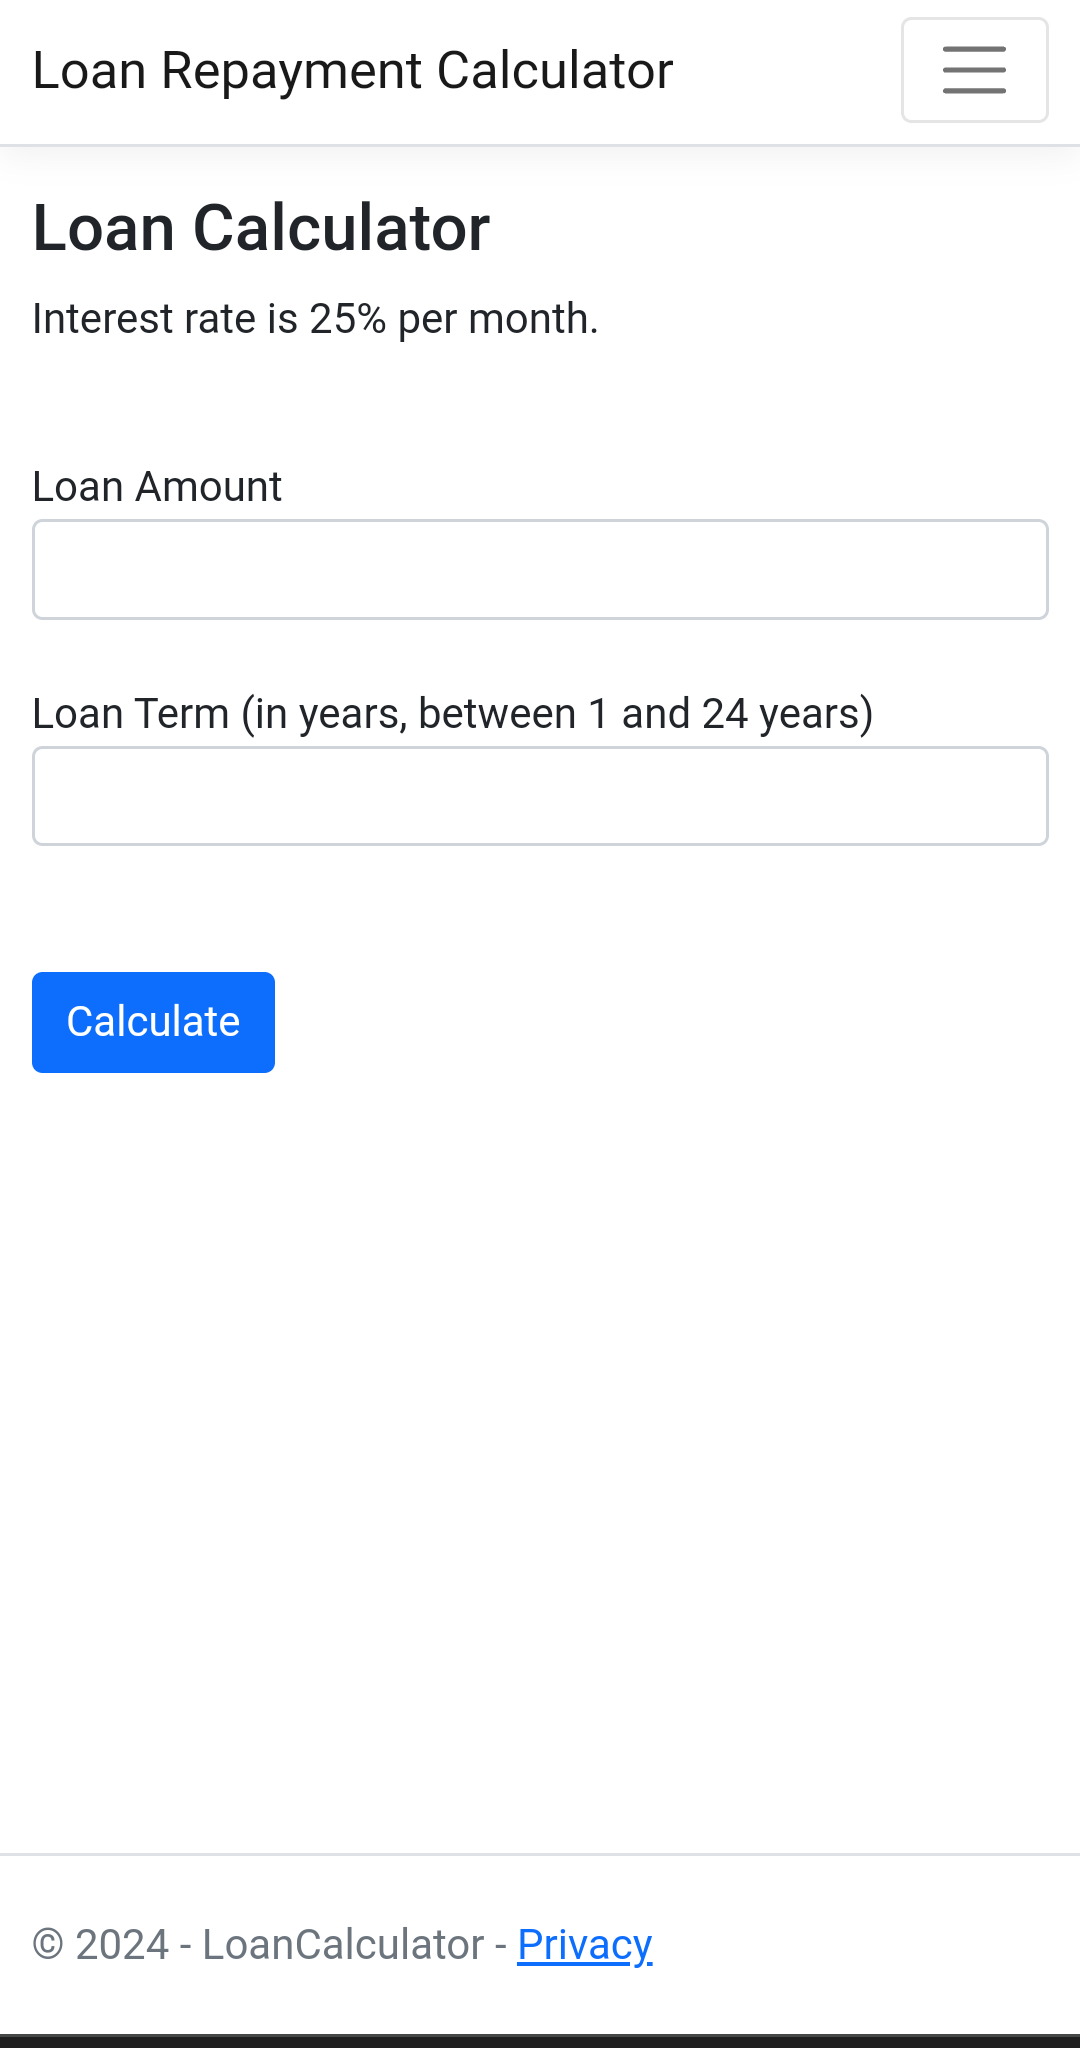 Loan Repayment Calculator
Loan Calculator
Interest rate is 25% per month.
Loan Amount
Loan Term (in years, between 1 and 24 years)
Calculate
© 2024 - LoanCalculator - Privacy